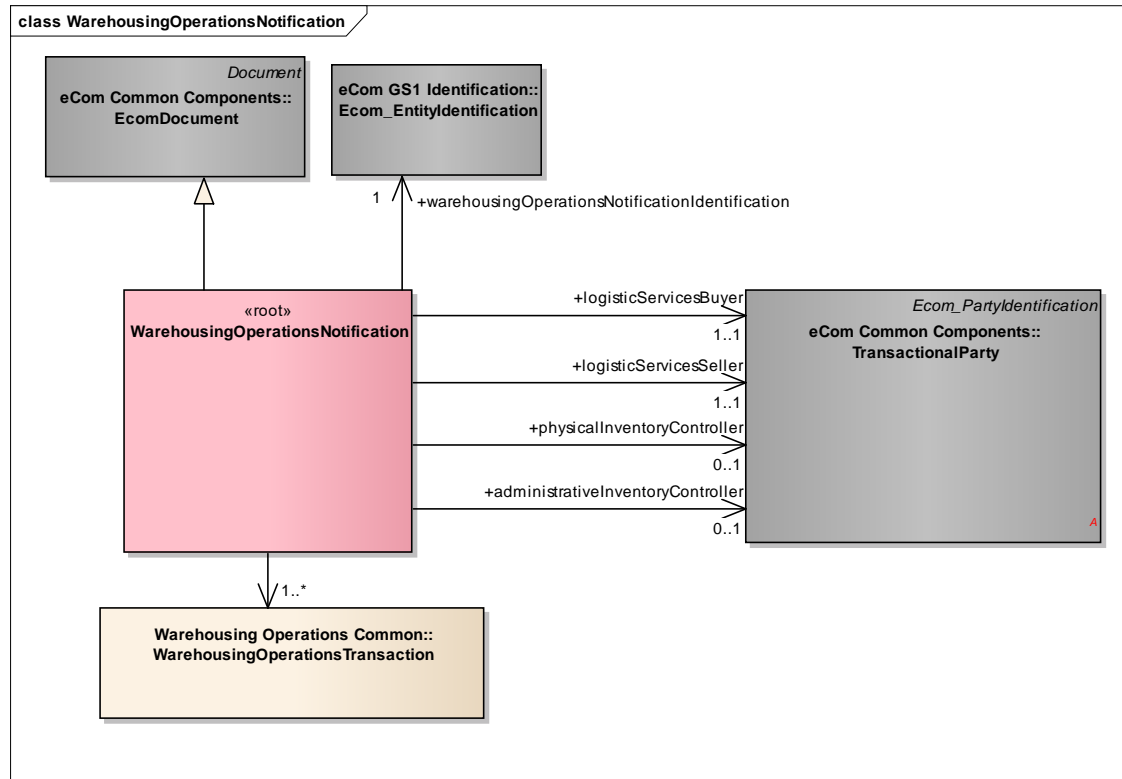 class WarehousingOperationsNotification
Document
eCom Common Components::
EcomDocument
eCom GS1 Identification::
Ecom_EntityIdentification
1
+warehousingOperationsNotificationIdentification
«root»
WarehousingOperationsNotification
+logisticServicesBuyer
1..1
+logisticServicesSeller
1..1
+physicalInventoryController
0..1
+administrativeInventoryController
0..1
Ecom_PartyIdentification
eCom Common Components::
TransactionalParty
A
1..*
Warehousing Operations Common::
WarehousingOperationsTransaction